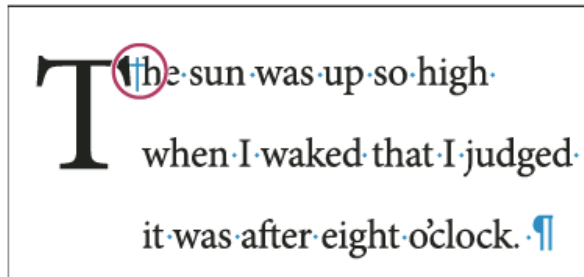 The sun was up so high
when I waked that I judged
it was after eight o’clock. ¶